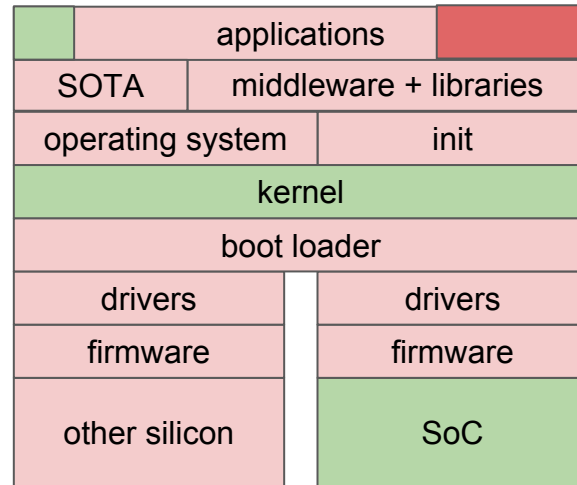 applications
SOTA middleware + libraries
operating system init
kernel
boot loader
drivers drivers
firmware firmware
other silicon SoC